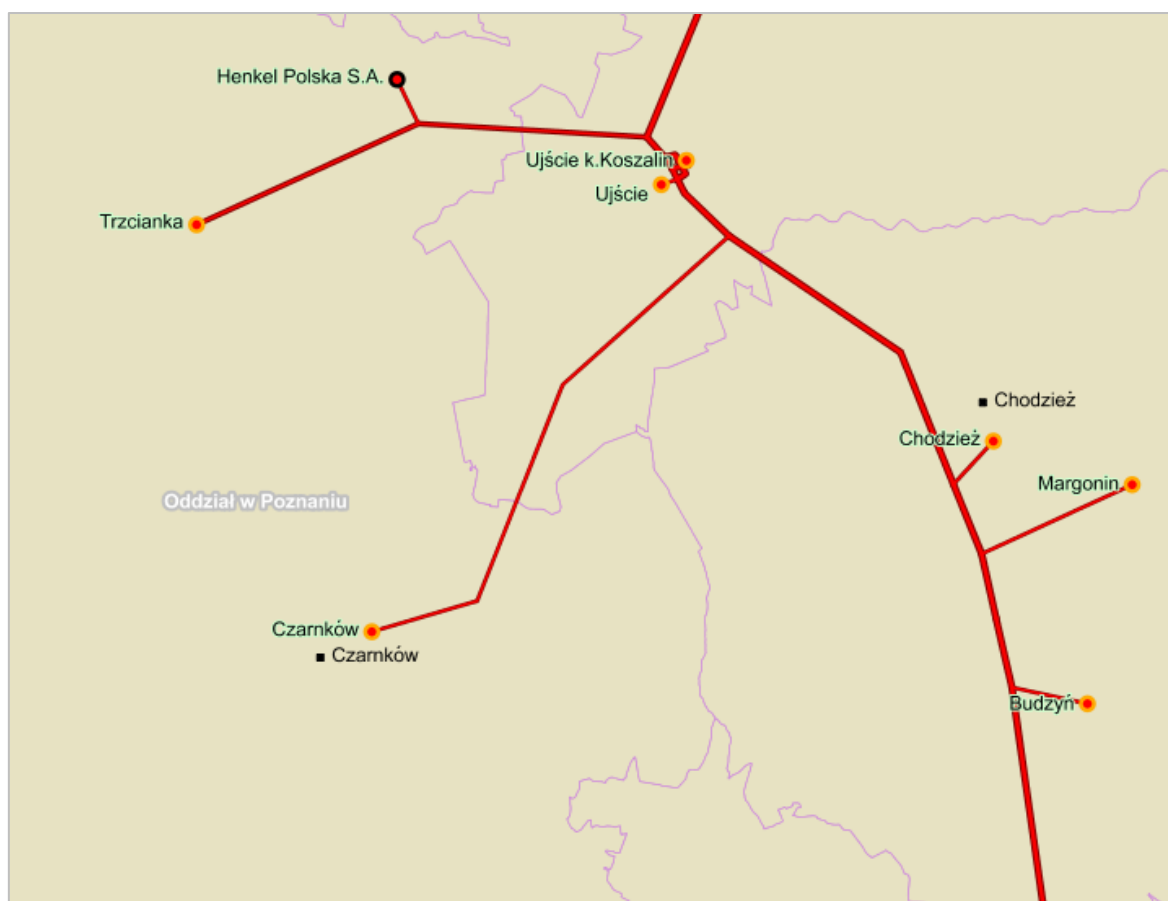 Henkel Polska S.A.
Ujście k.Koszalin
Ujście
Trzcianka
Chodzież
Chodzież
Margonin
Oddział w Poznaniu
Czarnków
Czarnków
Budzyń